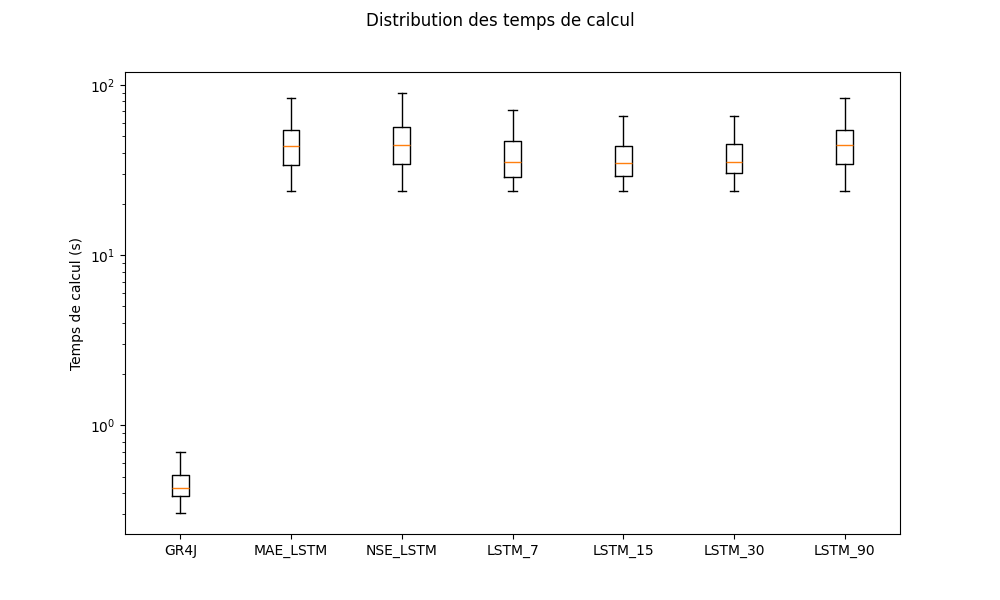 Distribution des temps de calcul
Temps de calcul (s)
10²
10¹
10⁰
GR4J MAE_LSTM NSE_LSTM LSTM_7 LSTM_15 LSTM_30 LSTM_90